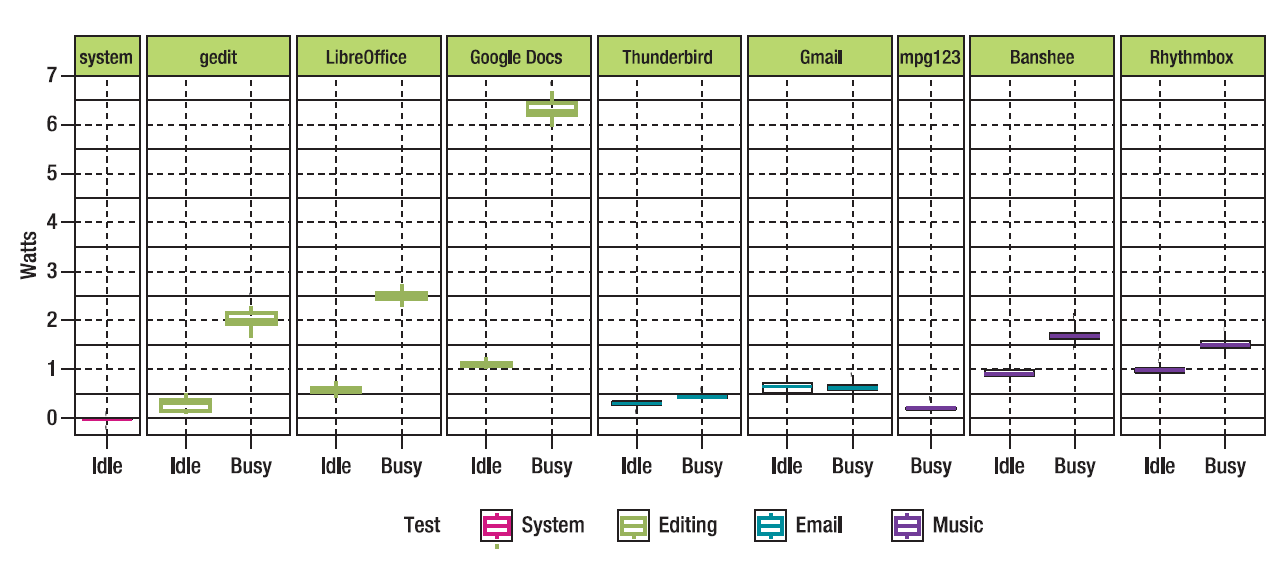 system gedit LibreOffice Google Docs Thunderbird Gmail mpg123 Banshee Rhythmbox
7
6
5
4
3
2
1
0
Watts
Idle Idle Busy Idle Busy Idle Busy Idle Busy Idle Busy Busy Idle Busy Idle Busy
Test System Editing Email Music